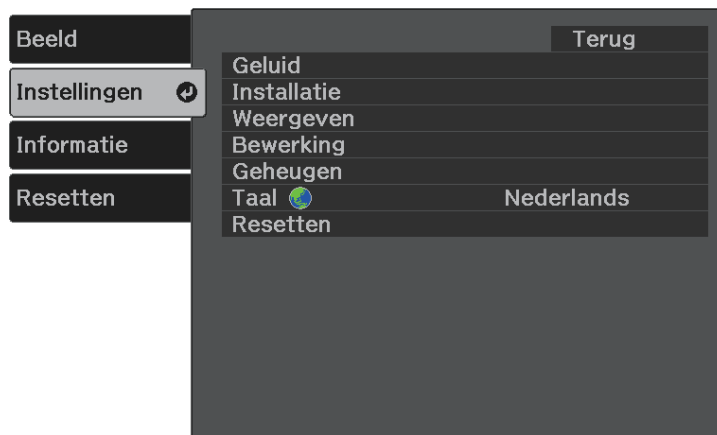 Beeld
Instellingen
Informatie
Resetten
Terug
Geluid
Installatie
Weergeven
Bewerking
Geheugen
Taal Nederlands
Resetten